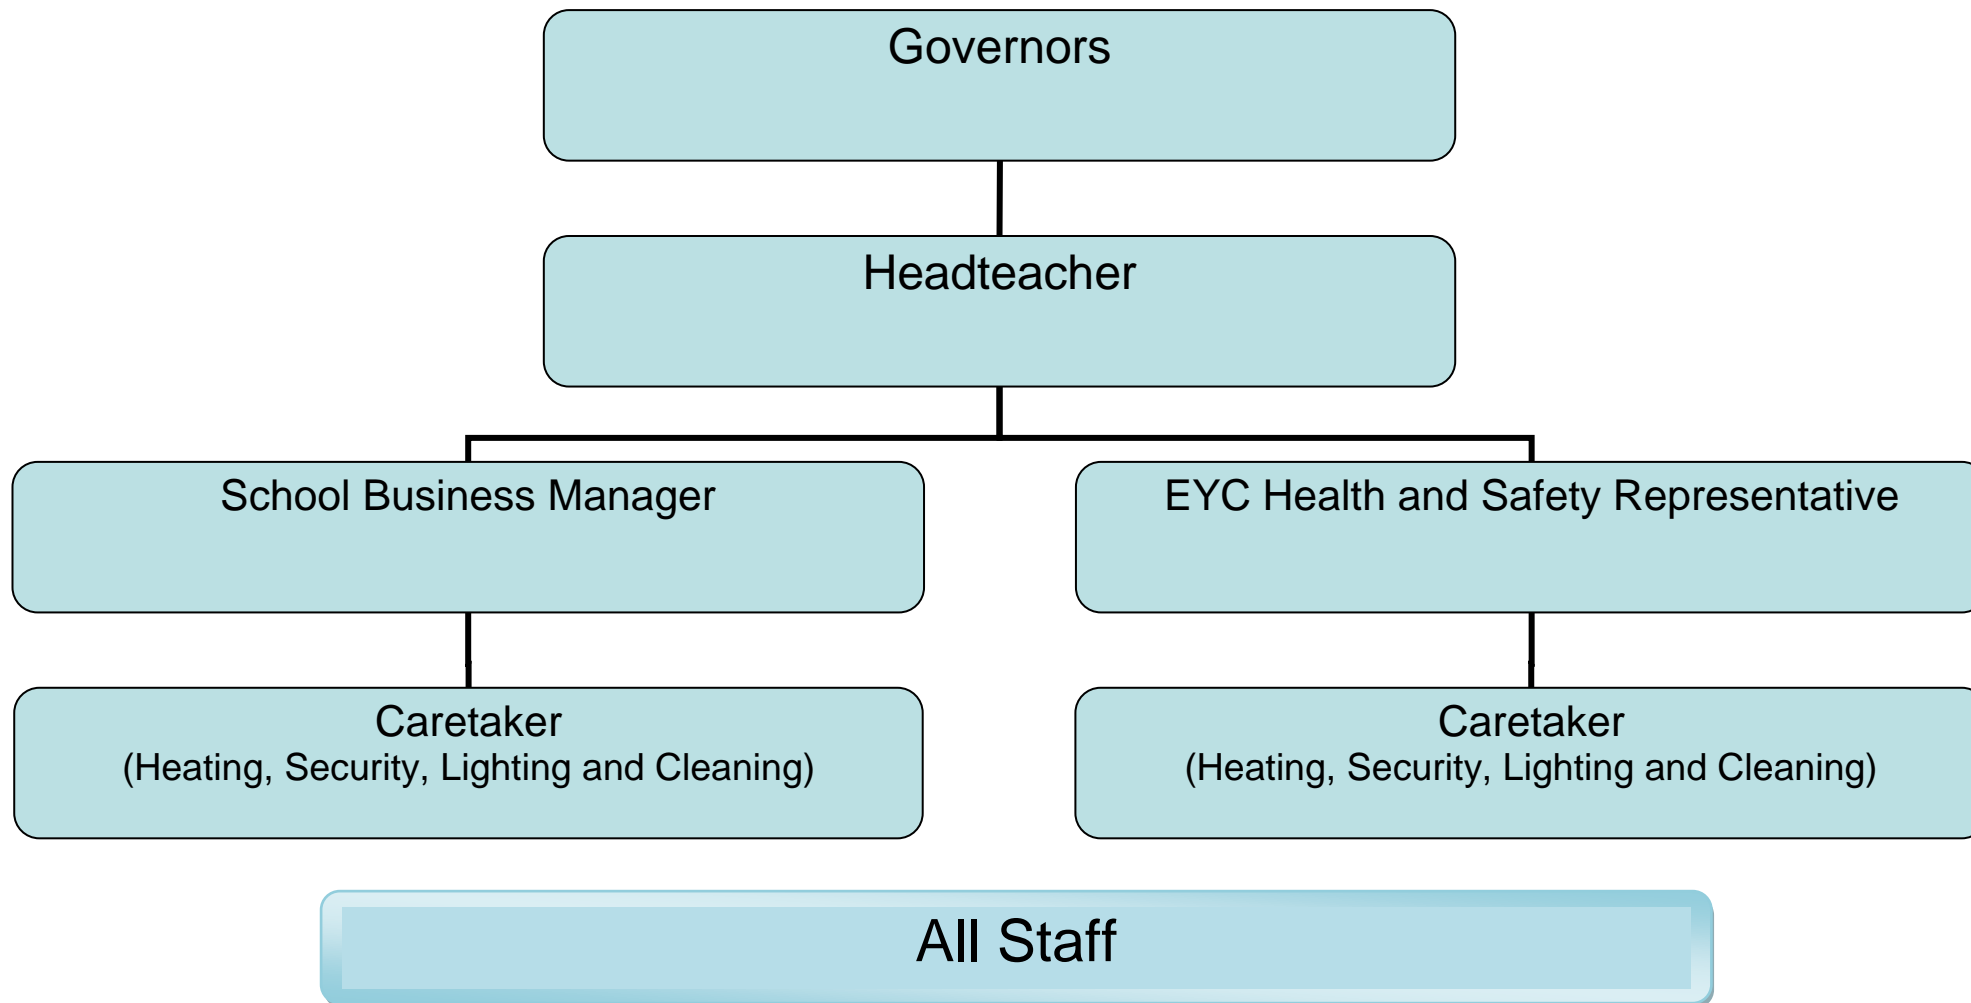 Governors
Headteacher
School Business Manager
EYC Health and Safety Representative
Caretaker
(Heating, Security, Lighting and Cleaning)
Caretaker
(Heating, Security, Lighting and Cleaning)
All Staff